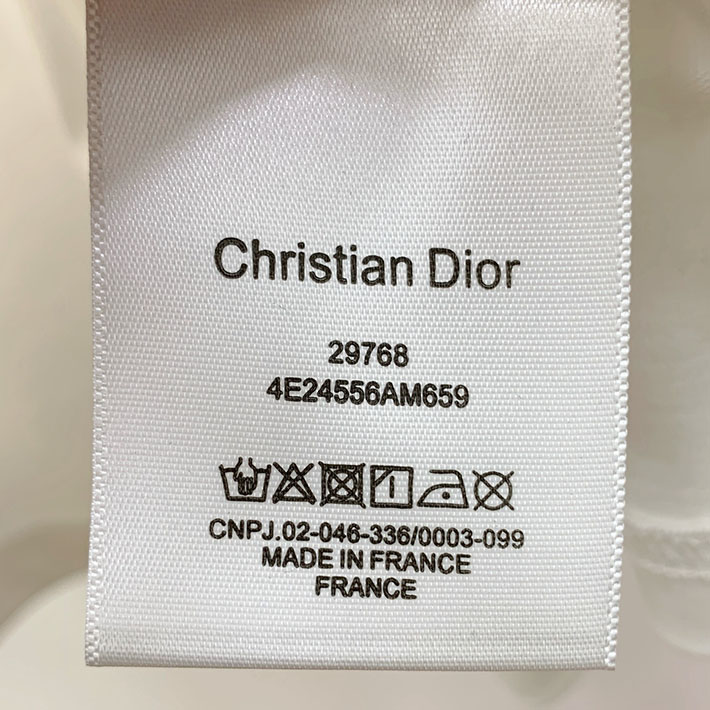 Christian Dior
29768
4E24556AM659
CNPJ.02-046-336/0003-099
MADE IN FRANCE
FRANCE